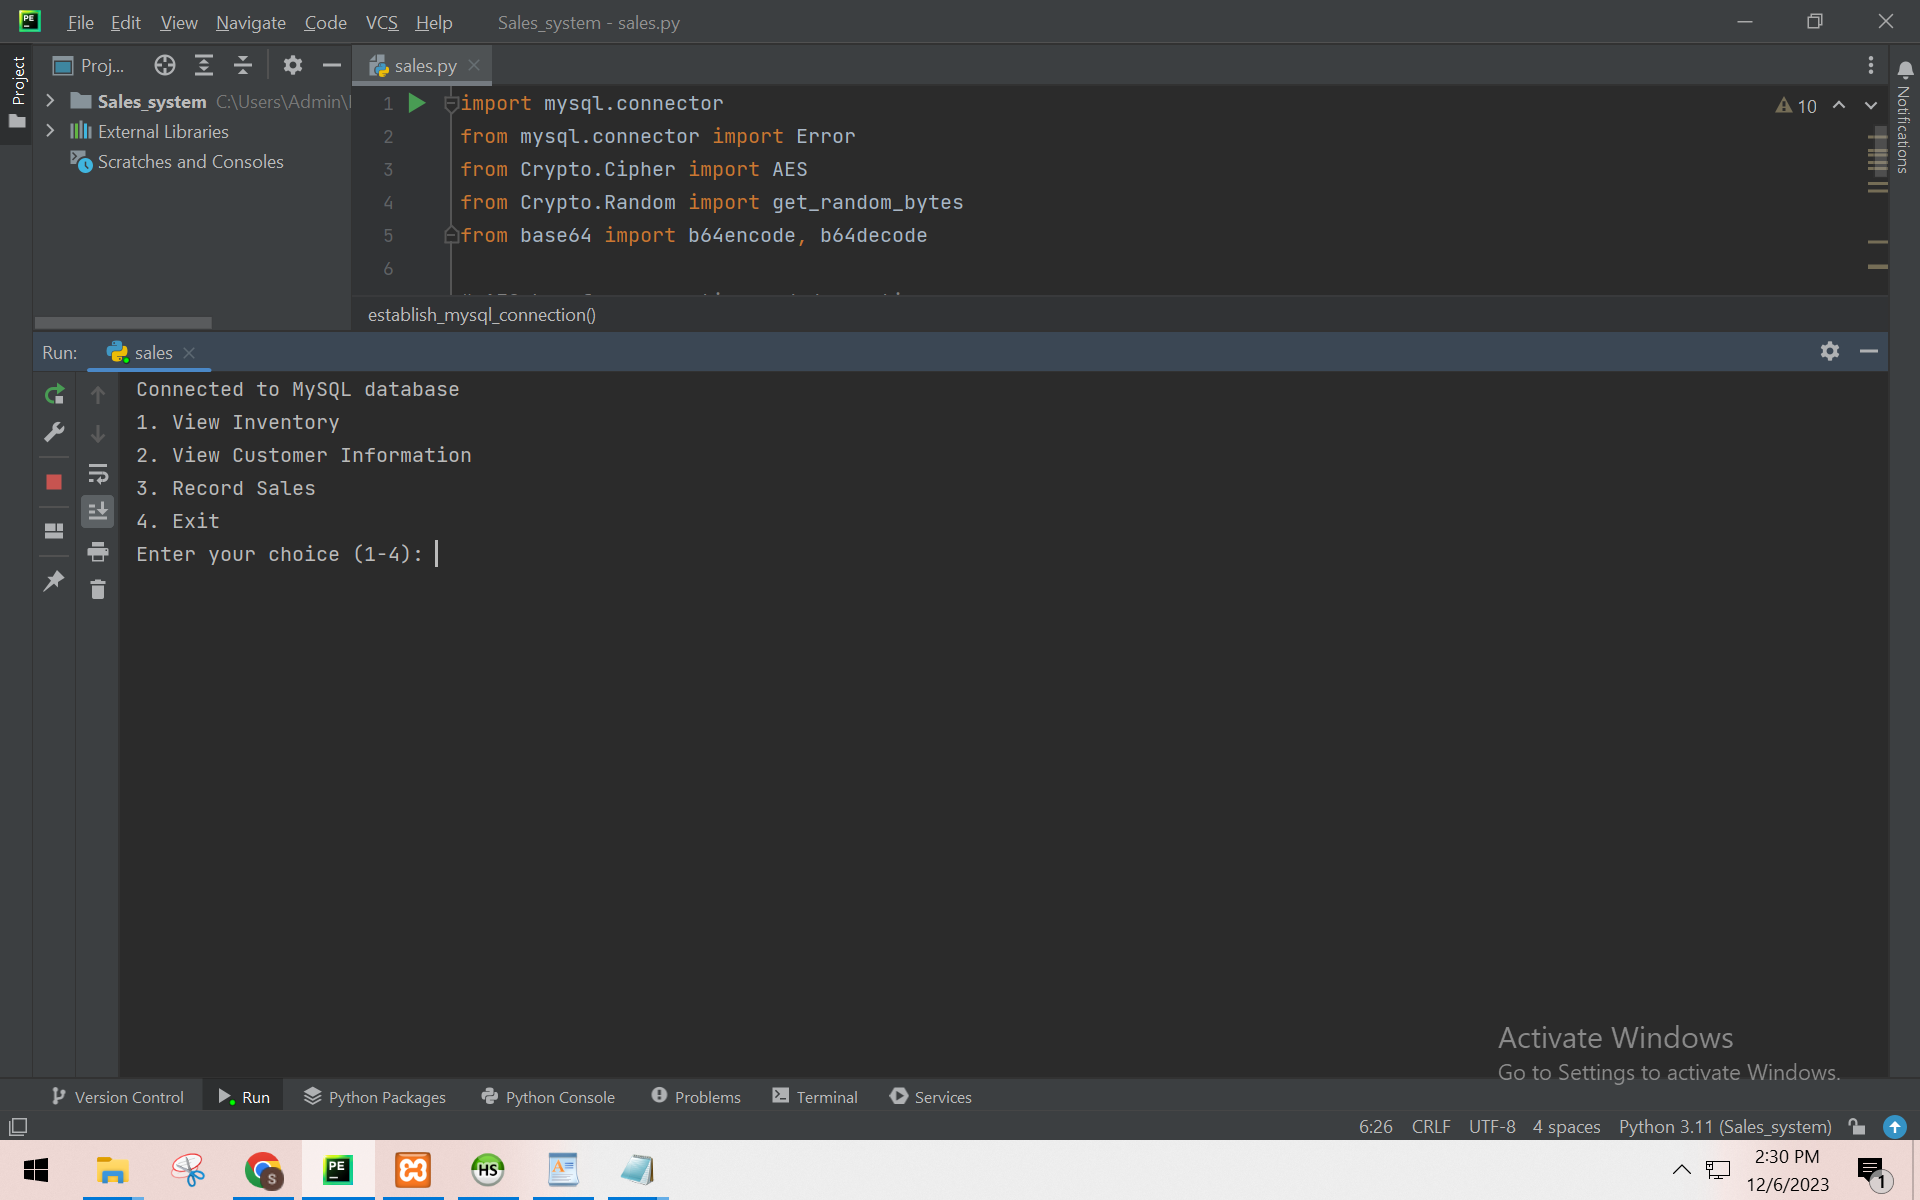 PE File Edit View Navigate Code VCS Help Sales_system - sales.py
Project
Proj...
sales.py
Sales_system C:\Users\Admin\
External Libraries
Scratches and Consoles
1 import mysql.connector
2 from mysql.connector import Error
3 from Crypto.Cipher import AES
4 from Crypto.Random import get_random_bytes
5 from base64 import b64encode, b64decode
6
10
Notifications
establish_mysql_connection()
Run: sales
Connected to MySQL database
1. View Inventory
2. View Customer Information
3. Record Sales
4. Exit
Enter your choice (1-4):
Activate Windows
Go to Settings to activate Windows.
Version Control Run Python Packages Python Console Problems Terminal Services
6:26 CRLF UTF-8 4 spaces Python 3.11 (Sales_system)
S PE HS
2:30 PM
12/6/2023
1